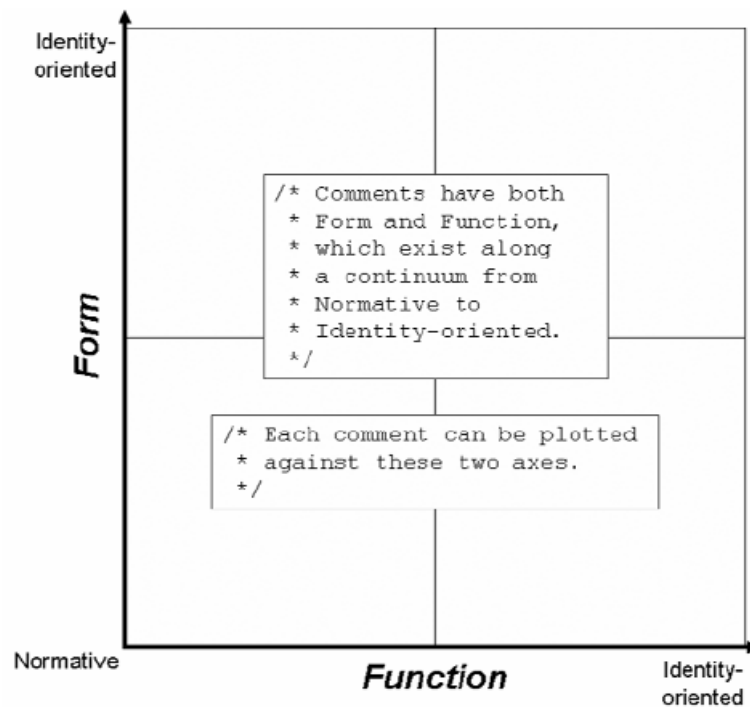 Identity-
oriented
/* Comments have both
* Form and Function,
* which exist along
* a continuum from
* Normative to
* Identity-oriented.
*/
Form
/* Each comment can be plotted
* against these two axes.
*/
Normative
Function
Identity-
oriented